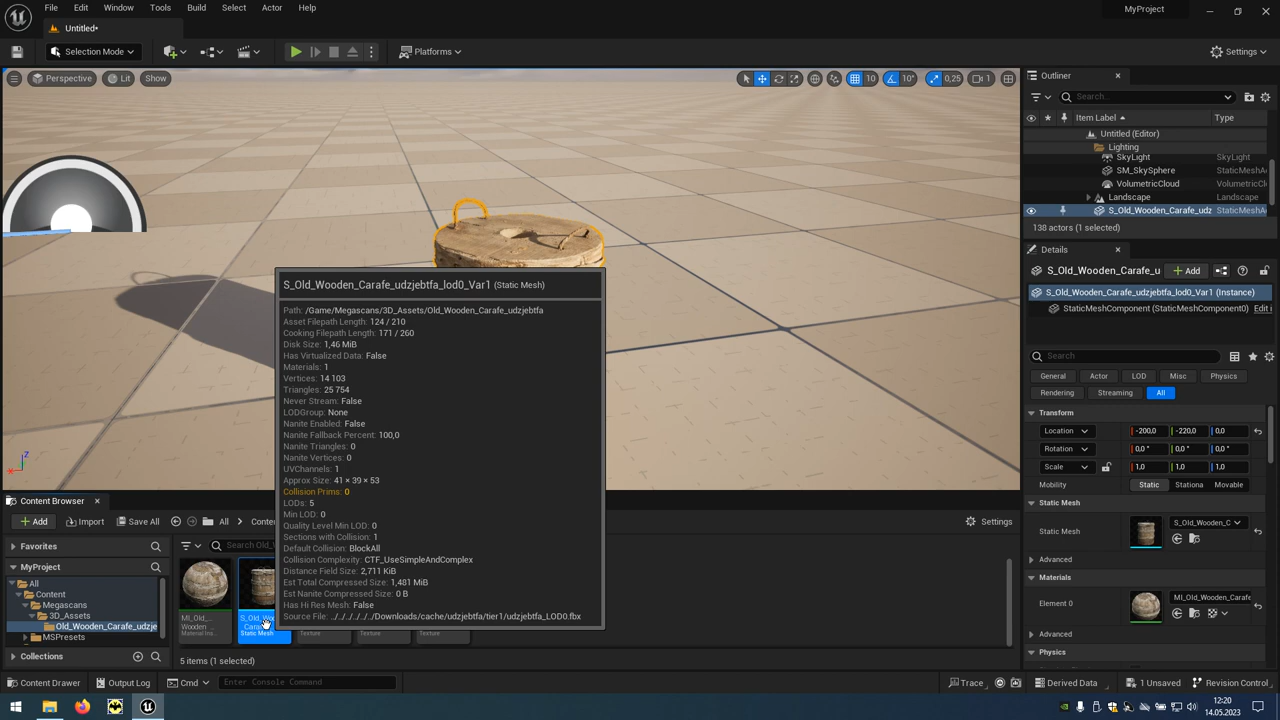 File Edit Window Tools Build Select Actor Help
MyProject
Untitled*
Selection Mode
Platforms
Settings
Perspective Lit Show
10 10° 0,25 1
Outliner
Search..
Item Label Type
Untitled (Editor)
Lighting
SkyLight SkyLight
SM_SkySphere StaticMeshA
VolumetricCloud VolumetricCl
Landscape Landscape
S_Old_Wooden_Carafe_udz StaticMeshA
138 actors (1 selected)
Details
S_Old_Wooden_Carafe_u Add
S_Old_Wooden_Carafe_udzjebtfa_lod0_Var1 (Instance)
StaticMeshComponent (StaticMeshComponent0) Edit i
Search
General Actor LOD Misc Physics
Rendering Streaming All
Transform
Location -200,0 -220,0 0,0
Rotation 0,0 ° 0,0 ° 0,0 °
Scale 1,0 1,0 1,0
Mobility Static Stationa Movable
Static Mesh
Static Mesh S_Old_Wooden_C
Advanced
Materials
Element 0 MI_Old_Wooden_Carafe
Advanced
Physics
S_Old_Wooden_Carafe_udzjebtfa_lod0_Var1 (Static Mesh)
Path: /Game/Megascans/3D_Assets/Old_Wooden_Carafe_udzjebtfa
Asset Filepath Length: 124 / 210
Cooking Filepath Length: 171 / 260
Disk Size: 1,46 MiB
Has Virtualized Data: False
Materials: 1
Vertices: 14 103
Triangles: 25 754
Never Stream: False
LODGroup: None
Nanite Enabled: False
Nanite Fallback Percent: 100,0
Nanite Triangles: 0
Nanite Vertices: 0
UVChannels: 1
Approx Size: 41 × 39 × 53
Collision Prims: 0
LODs: 5
Min LOD: 0
Quality Level Min LOD: 0
Sections with Collision: 1
Default Collision: BlockAll
Collision Complexity: CTF_UseSimpleAndComplex
Distance Field Size: 2,711 KiB
Est Total Compressed Size: 1,481 MiB
Est Nanite Compressed Size: 0 B
Has Hi Res Mesh: False
Source File: ../../../../../../Downloads/cache/udzjebtfa/tier1/udzjebtfa_LOD0.fbx
Content Browser
Add Import Save All All Conte
Settings
Favorites
MyProject
All
Content
Megascans
3D_Assets
Old_Wooden_Carafe_udzje
MSPresets
Collections
Search Old_
MI_Old_...
Wooden_...
Material Ins...
S_Old_Wo
Cara
Static Mesh
Texture
Texture
Texture
5 items (1 selected)
Content Drawer Output Log Cmd Enter Console Command
Trace Derived Data 1 Unsaved Revision Control
12:20
14.05.2023